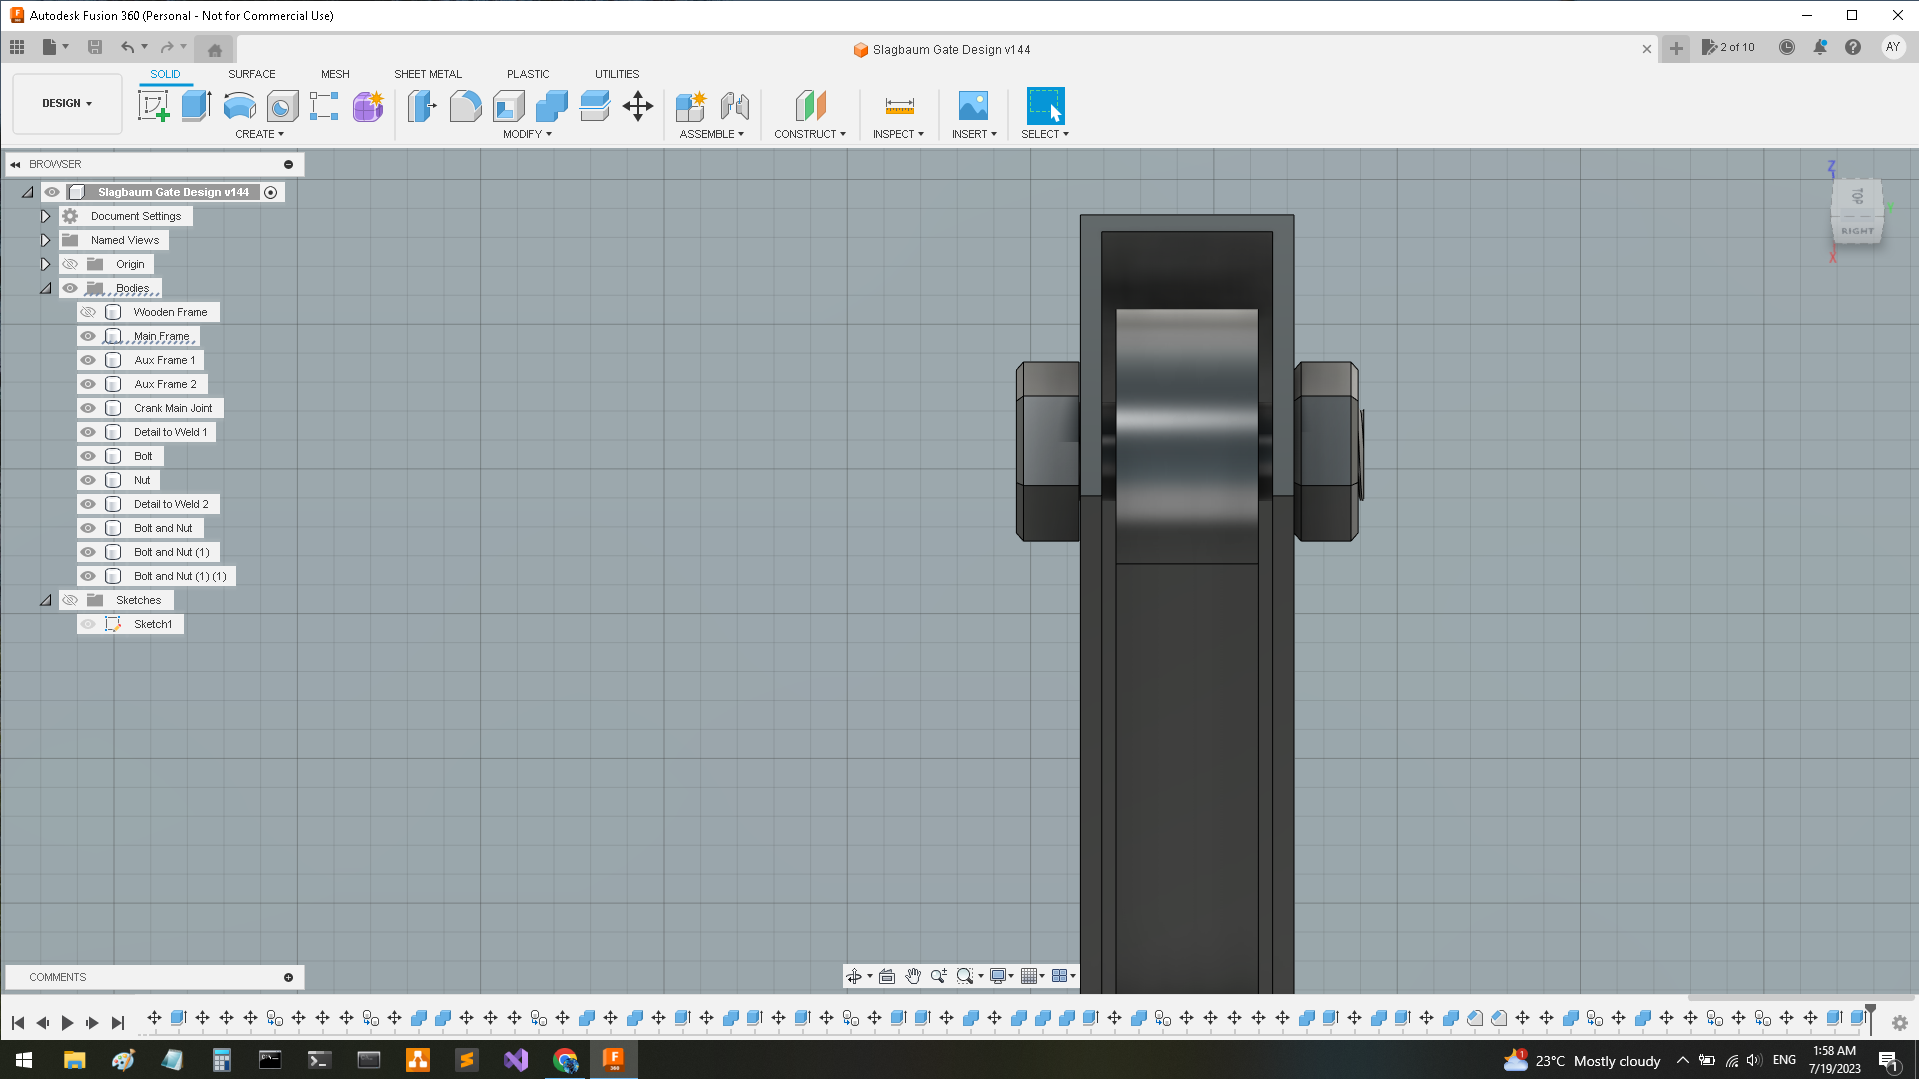 Autodesk Fusion 360 (Personal - Not for Commercial Use)
Slagbaum Gate Design v144
2 of 10
AY
DESIGN
SOLID
SURFACE
MESH
SHEET METAL
PLASTIC
UTILITIES
CREATE
MODIFY
ASSEMBLE
CONSTRUCT
INSPECT
INSERT
SELECT
BROWSER
Slagbaum Gate Design v144
Document Settings
Named Views
Origin
Bodies
Wooden Frame
Main Frame
Aux Frame 1
Aux Frame 2
Crank Main Joint
Detail to Weld 1
Bolt
Nut
Detail to Weld 2
Bolt and Nut
Bolt and Nut (1)
Bolt and Nut (1) (1)
Sketches
Sketch1
Z
TOP
RIGHT
X
COMMENTS
23°C Mostly cloudy
ENG
1:58 AM
7/19/2023